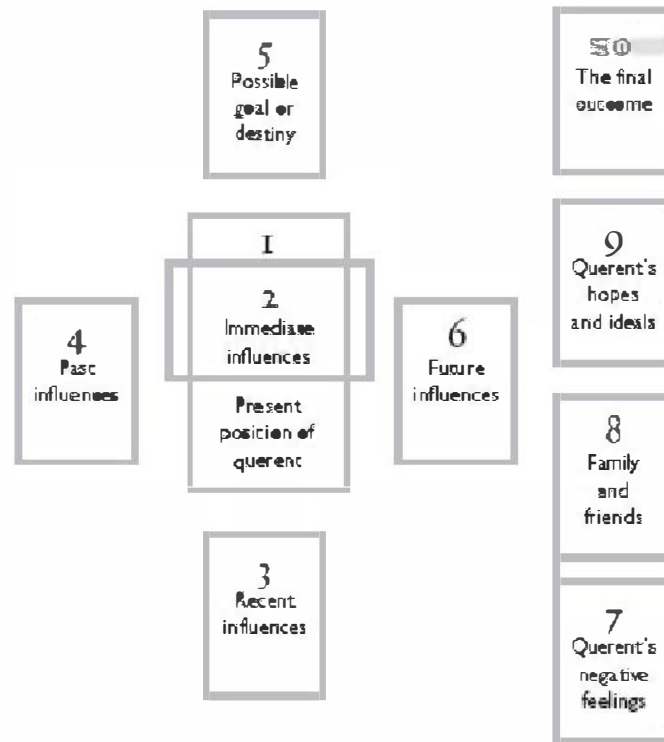 5
Possible
goal or
destiny
The final
outcome
1
2
Immediate
influences
Present
position of
querent
4
Past
influences
6
Future
influences
3
Recent
influences
9
Querent's
hopes
and ideals
8
Family
and
friends
7
Querent's
negative
feelings